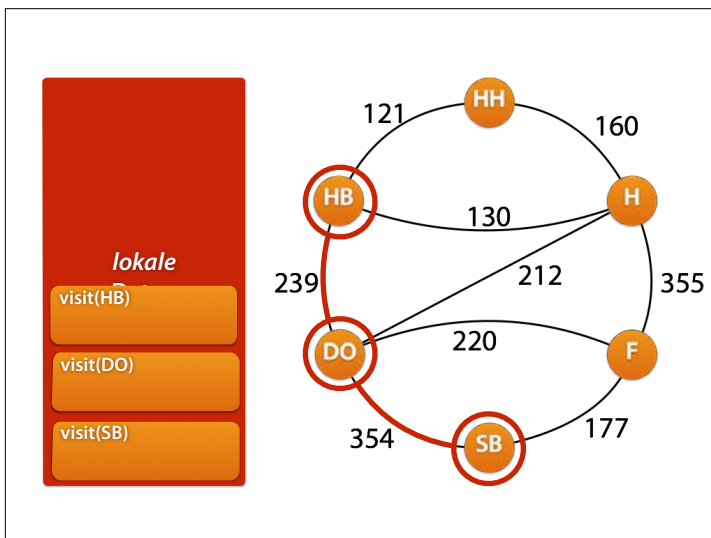 lokale
visit(HB)
visit(DO)
visit(SB)
HH
121
160
HB
H
130
239
212
355
DO
220
F
354
SB
177